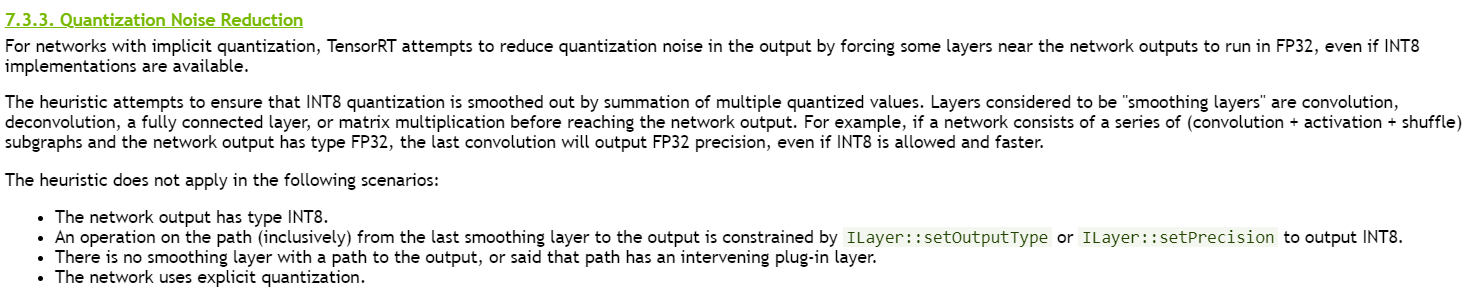 7.3.3. Quantization Noise Reduction
For networks with implicit quantization, TensorRT attempts to reduce quantization noise in the output by forcing some layers near the network outputs to run in FP32, even if INT8
implementations are available.
The heuristic attempts to ensure that INT8 quantization is smoothed out by summation of multiple quantized values. Layers considered to be "smoothing layers" are convolution,
deconvolution, a fully connected layer, or matrix multiplication before reaching the network output. For example, if a network consists of a series of (convolution + activation + shuffle)
subgraphs and the network output has type FP32, the last convolution will output FP32 precision, even if INT8 is allowed and faster.
The heuristic does not apply in the following scenarios:
• The network output has type INT8.
• An operation on the path (inclusively) from the last smoothing layer to the output is constrained by ILayer::setOutputType or ILayer::setPrecision to output INT8.
• There is no smoothing layer with a path to the output, or said that path has an intervening plug-in layer.
• The network uses explicit quantization.